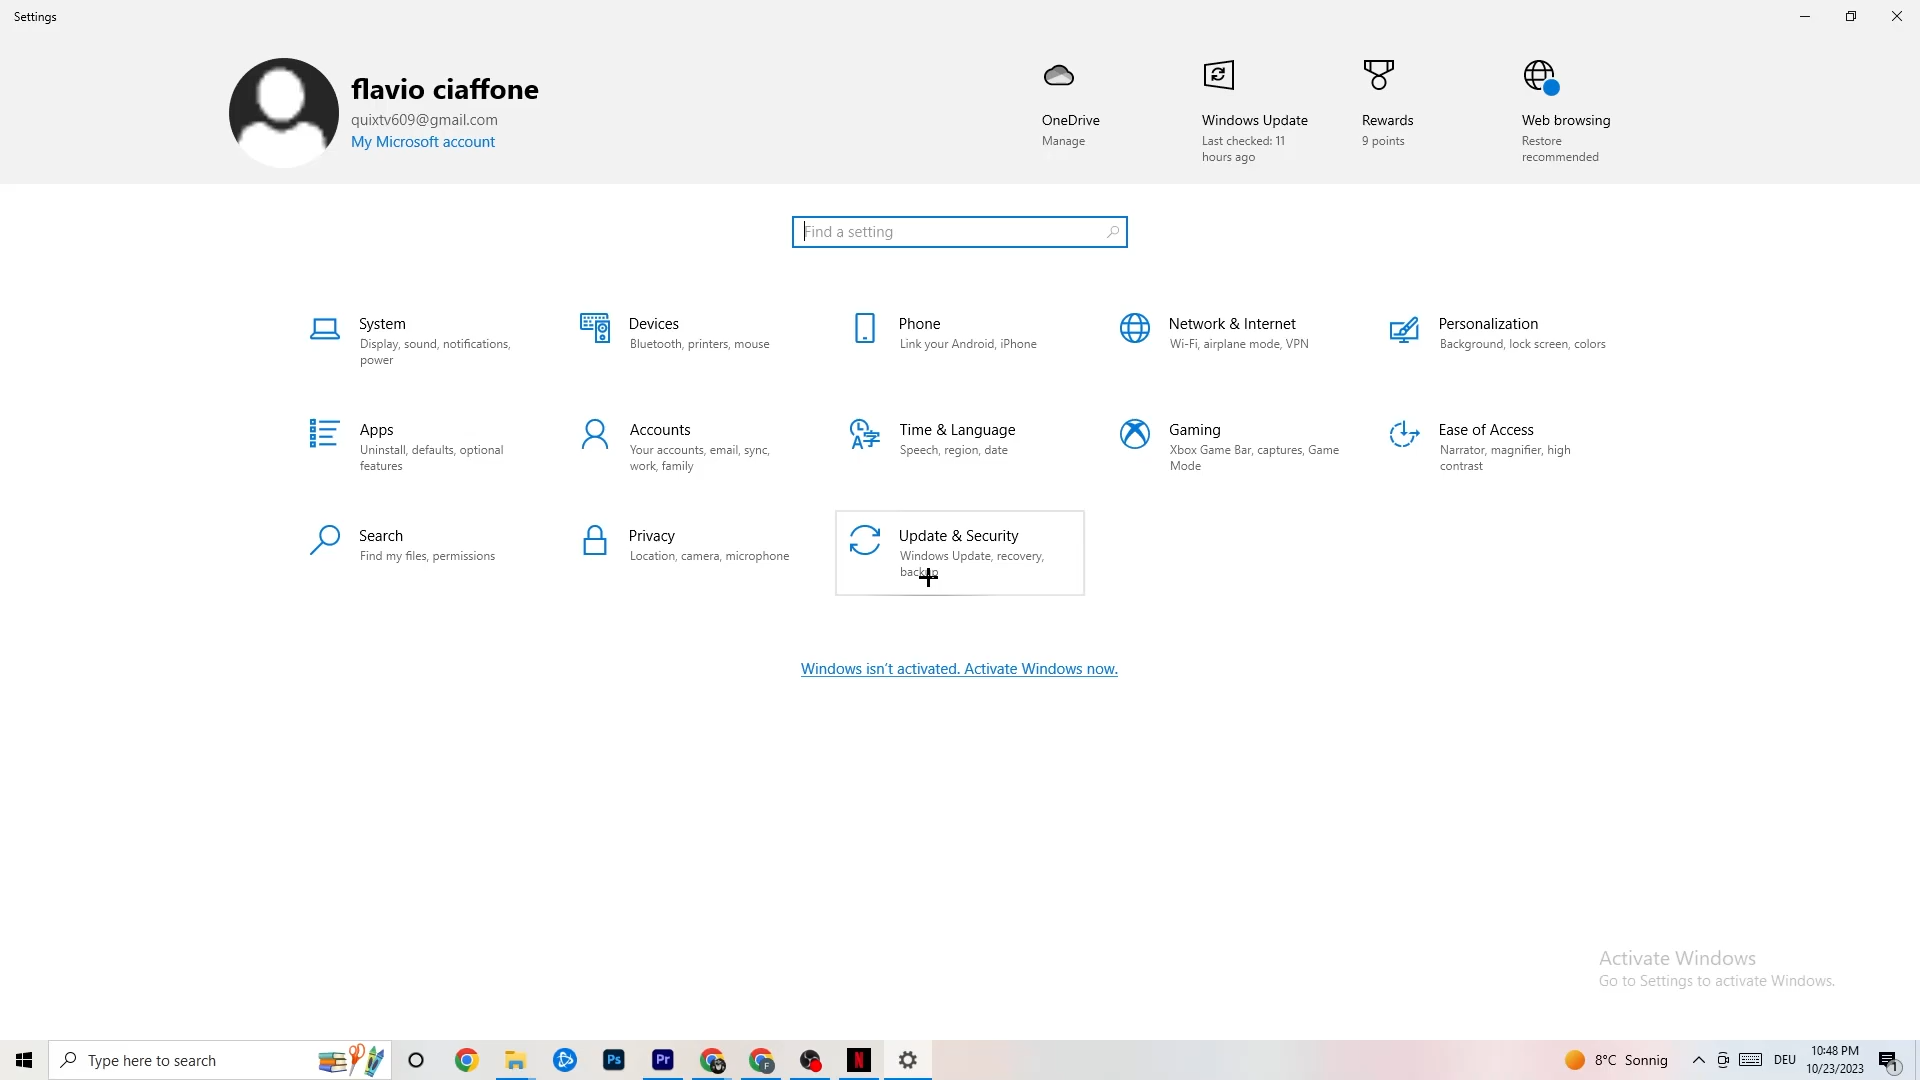 Settings
flavio ciaffone
quixtv609@gmail.com
My Microsoft account
OneDrive
Manage
Windows Update
Last checked: 11
hours ago
Rewards
9 points
Web browsing
Restore
recommended
Find a setting
System
Display, sound, notifications,
power
Devices
Bluetooth, printers, mouse
Phone
Link your Android, iPhone
Network & Internet
Wi-Fi, airplane mode, VPN
Personalization
Background, lock screen, colors
Apps
Uninstall, defaults, optional
features
Accounts
Your accounts, email, sync,
work, family
Time & Language
Speech, region, date
Gaming
Xbox Game Bar, captures, Game
Mode
Ease of Access
Narrator, magnifier, high
contrast
Search
Find my files, permissions
Privacy
Location, camera, microphone
Update & Security
Windows Update, recovery,
backup
Windows isn't activated. Activate Windows now.
Activate Windows
Go to Settings to activate Windows.
Type here to search
Ps
Pr
F
N
8°C Sonnig
DEU
10:48 PM
10/23/2023
1